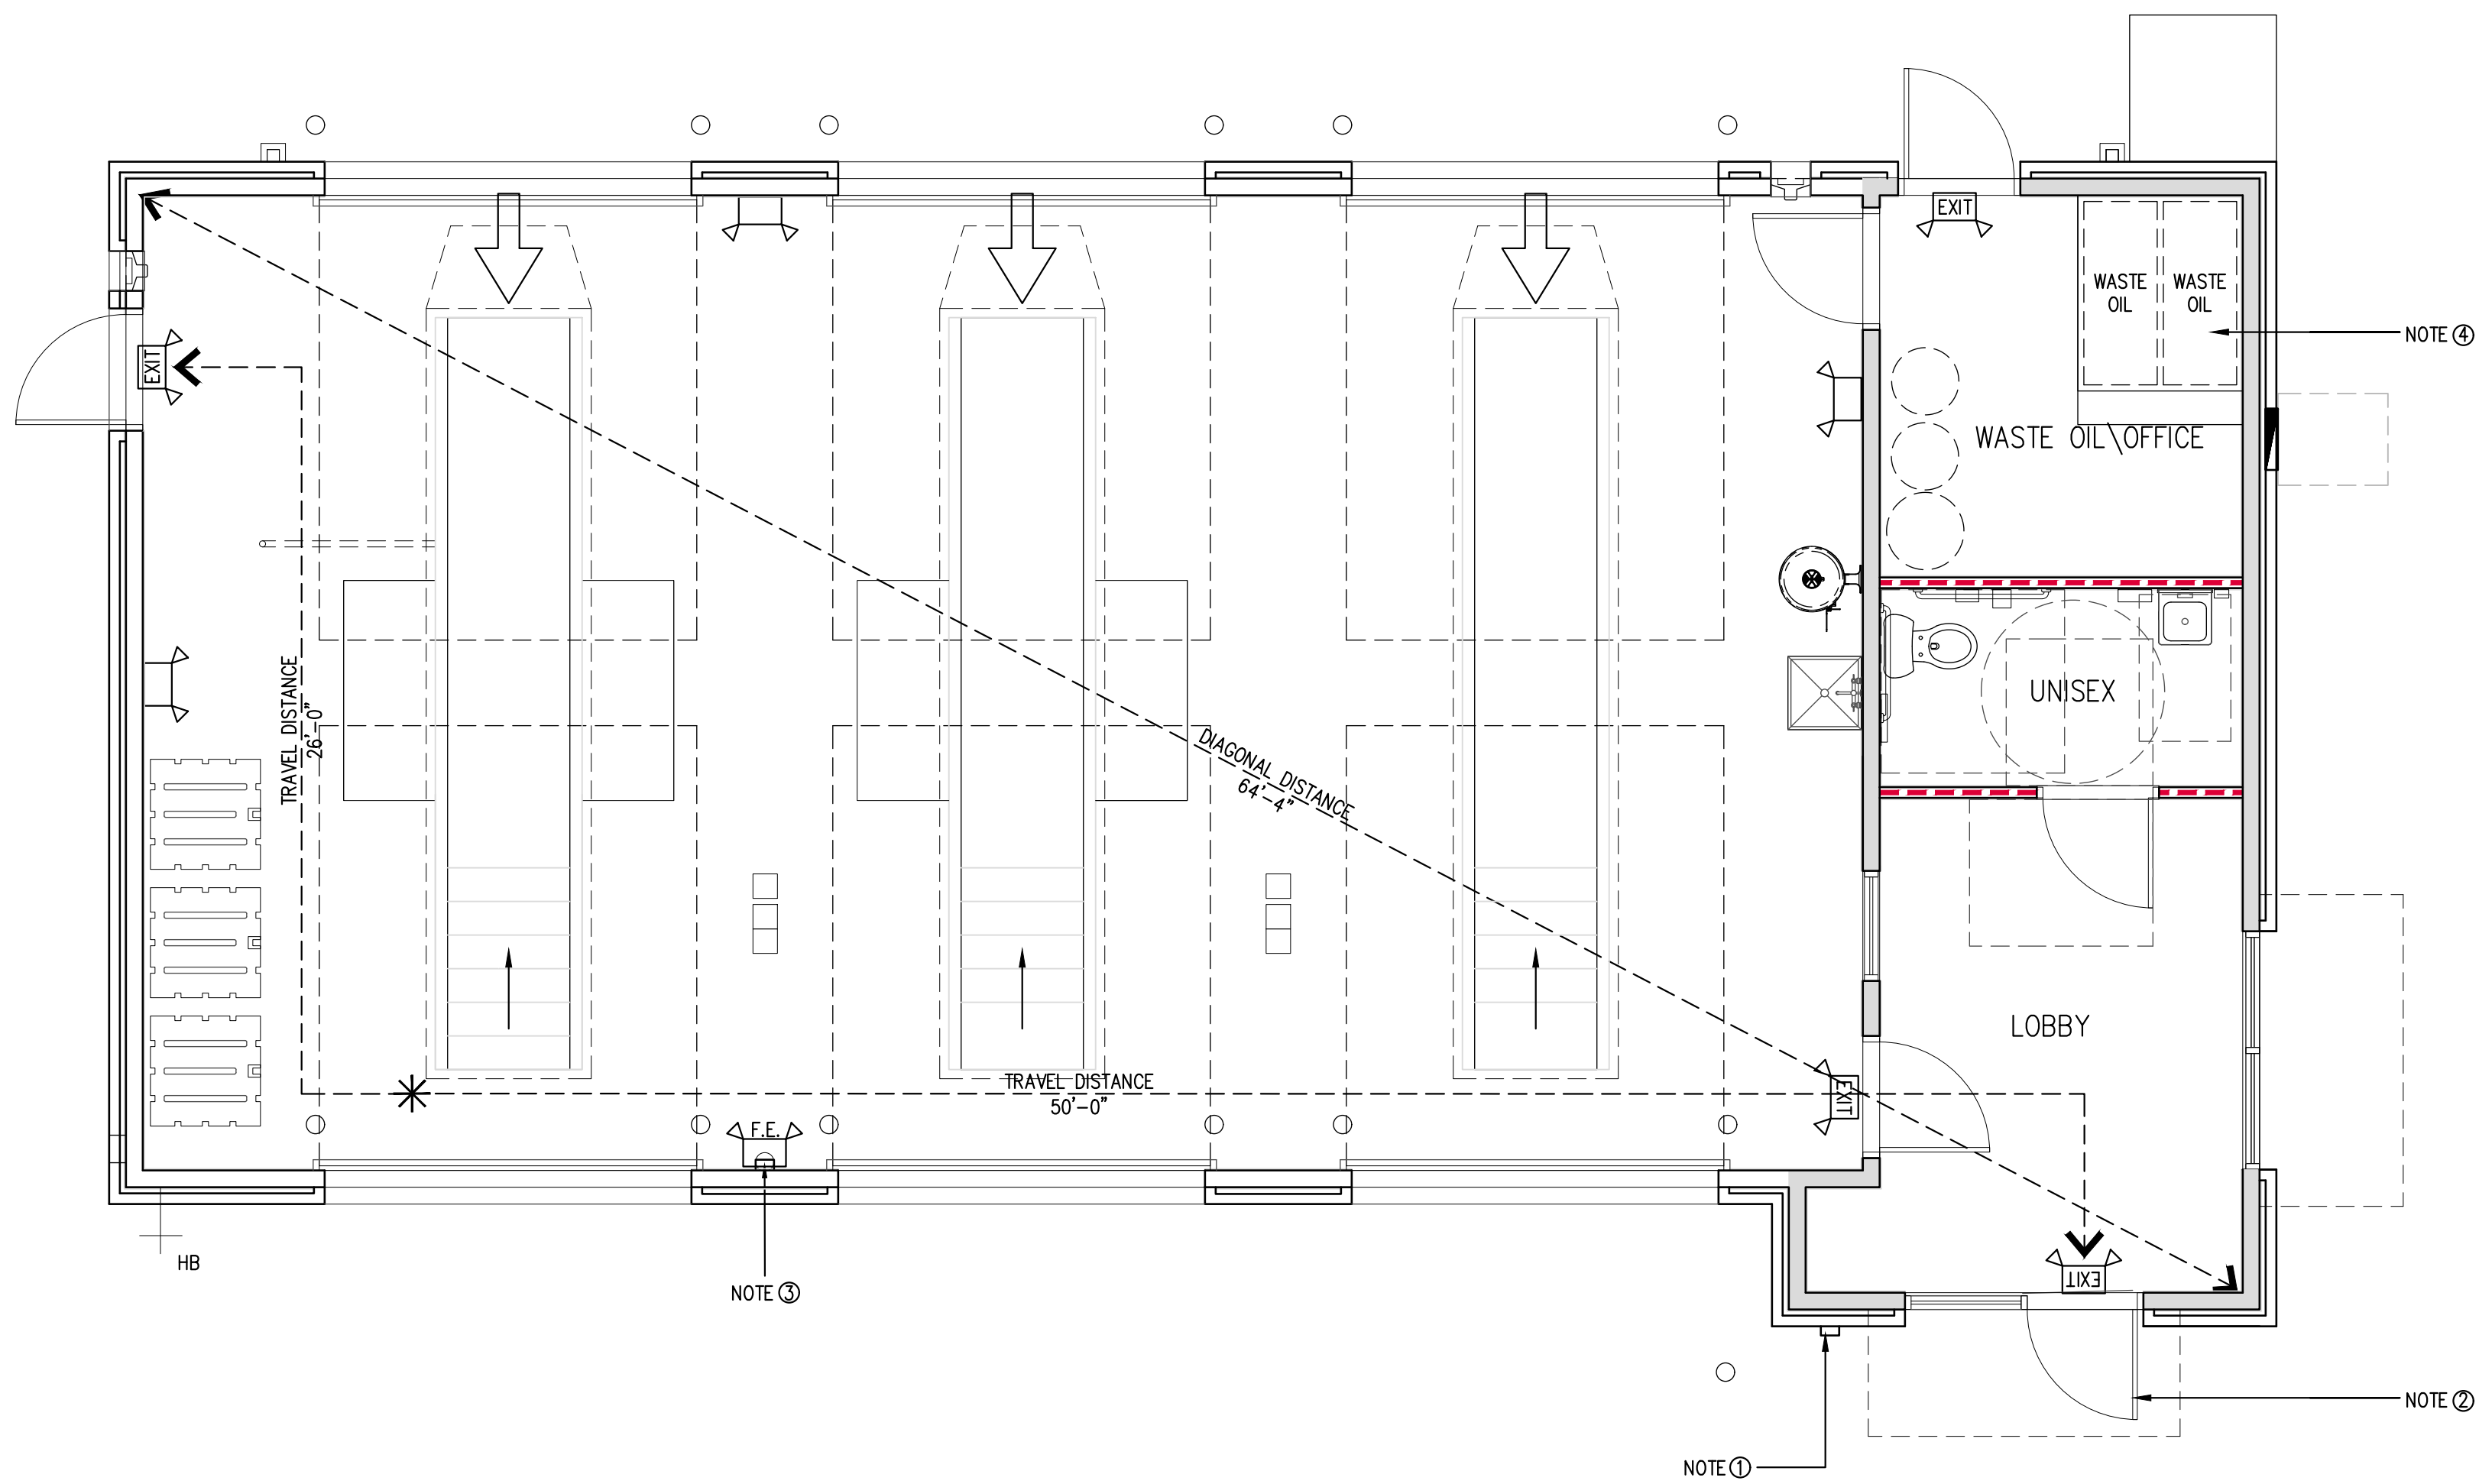 EXIT
WASTE
OIL
WASTE
OIL
NOTE ④
EXIT
WASTE OIL\OFFICE
TRAVEL DISTANCE
26'-0"
UNISEX
DIAGONAL DISTANCE
64'-4"
LOBBY
TRAVEL DISTANCE
50'-0"
EXIT
F.E.
HB
EXIT
NOTE ③
NOTE ②
NOTE ①